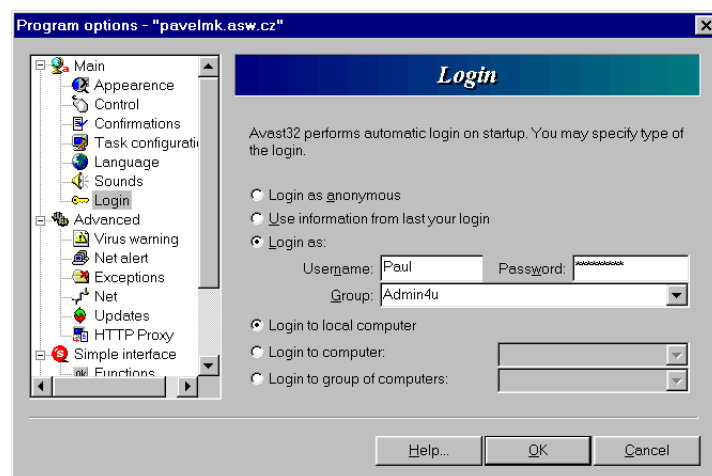 Program options - "pavelmk.asw.cz"
Main
Appearence
Control
Confirmations
Task configurati
Language
Sounds
Login
Advanced
Virus warning
Net alert
Exceptions
Net
Updates
HTTP Proxy
Simple interface
Functions
Login
Avast32 performs automatic login on startup. You may specify type of
the login.
Login as anonymous
Use information from last your login
Login as:
Username: Paul Password: **********
Group: Admin4u
Login to local computer
Login to computer:
Login to group of computers:
Help... OK Cancel